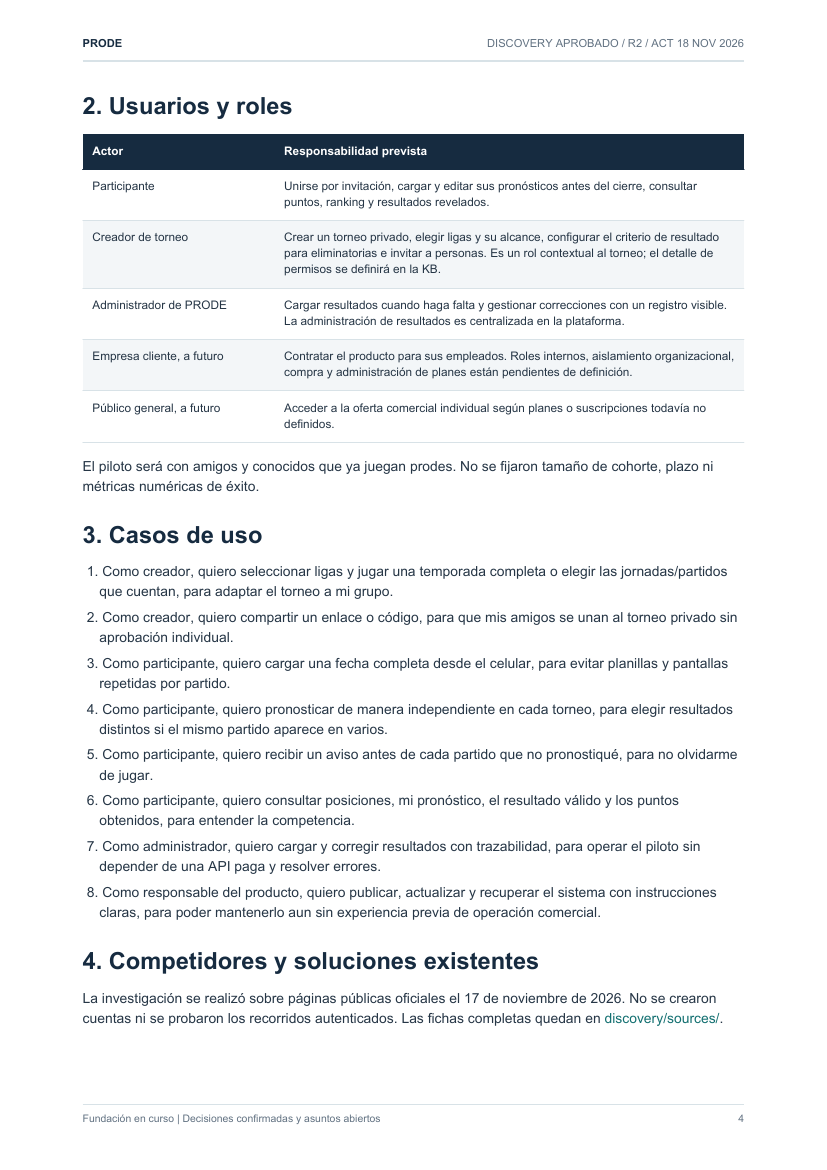 PRODE
DISCOVERY APROBADO / R2 / ACT 18 NOV 2026
2. Usuarios y roles
Actor
Responsabilidad prevista
Participante
Unirse por invitación, cargar y editar sus pronósticos antes del cierre, consultar
puntos, ranking y resultados revelados.
Creador de torneo
Crear un torneo privado, elegir ligas y su alcance, configurar el criterio de resultado
para eliminatorias e invitar a personas. Es un rol contextual al torneo; el detalle de
permisos se definirá en la KB.
Administrador de PRODE
Cargar resultados cuando haga falta y gestionar correcciones con un registro visible.
La administración de resultados es centralizada en la plataforma.
Empresa cliente, a futuro
Contratar el producto para sus empleados. Roles internos, aislamiento organizacional,
compra y administración de planes están pendientes de definición.
Público general, a futuro
Acceder a la oferta comercial individual según planes o suscripciones todavía no
definidos.
El piloto será con amigos y conocidos que ya juegan prodes. No se fijaron tamaño de cohorte, plazo ni
métricas numéricas de éxito.
3. Casos de uso
1. Como creador, quiero seleccionar ligas y jugar una temporada completa o elegir las jornadas/partidos
que cuentan, para adaptar el torneo a mi grupo.
2. Como creador, quiero compartir un enlace o código, para que mis amigos se unan al torneo privado sin
aprobación individual.
3. Como participante, quiero cargar una fecha completa desde el celular, para evitar planillas y pantallas
repetidas por partido.
4. Como participante, quiero pronosticar de manera independiente en cada torneo, para elegir resultados
distintos si el mismo partido aparece en varios.
5. Como participante, quiero recibir un aviso antes de cada partido que no pronostiqué, para no olvidarme
de jugar.
6. Como participante, quiero consultar posiciones, mi pronóstico, el resultado válido y los puntos
obtenidos, para entender la competencia.
7. Como administrador, quiero cargar y corregir resultados con trazabilidad, para operar el piloto sin
depender de una API paga y resolver errores.
8. Como responsable del producto, quiero publicar, actualizar y recuperar el sistema con instrucciones
claras, para poder mantenerlo aun sin experiencia previa de operación comercial.
4. Competidores y soluciones existentes
La investigación se realizó sobre páginas públicas oficiales el 17 de noviembre de 2026. No se crearon
cuentas ni se probaron los recorridos autenticados. Las fichas completas quedan en discovery/sources/.
Fundación en curso | Decisiones confirmadas y asuntos abiertos
4